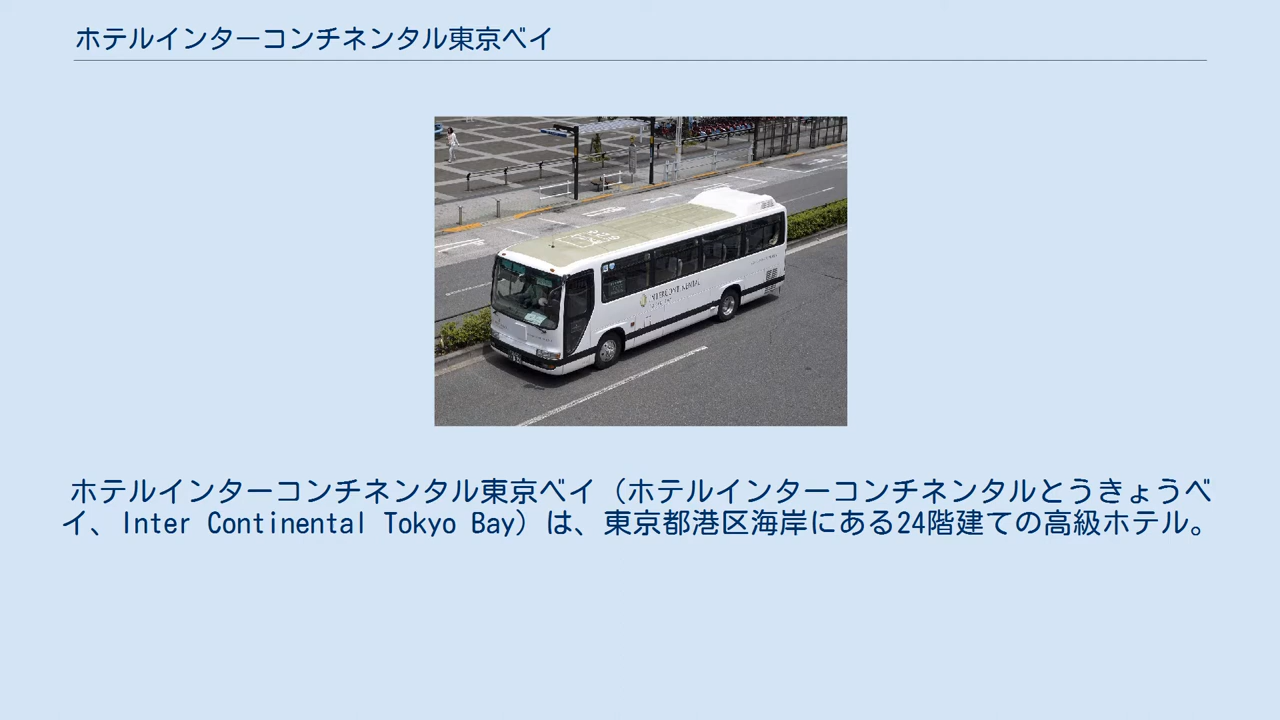 ホテルインターコンチネンタル東京ベイ
INTERCONTINENTAL
ホテルインターコンチネンタル東京ベイ（ホテルインターコンチネンタルとうきょうベ
イ、Inter Continental Tokyo Bay）は、東京都港区海岸にある24階建ての高級ホテル。